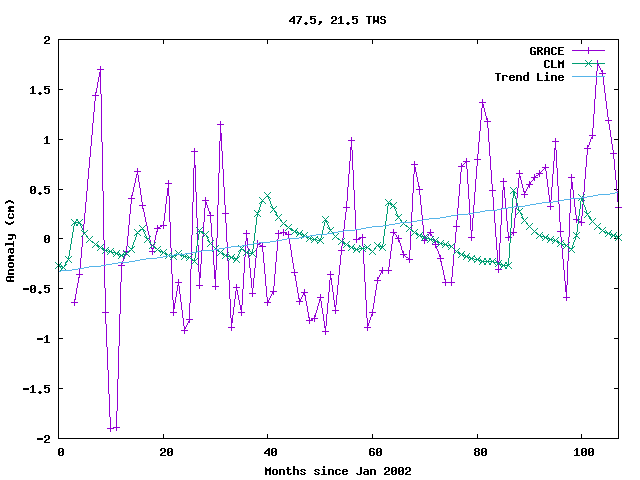 47.5, 21.5 TWS
GRACE
CLM
Trend Line
2
1.5
1
0.5
0
-0.5
-1
-1.5
-2
Anomaly (cm)
0 20 40 60 80 100
Months since Jan 2002